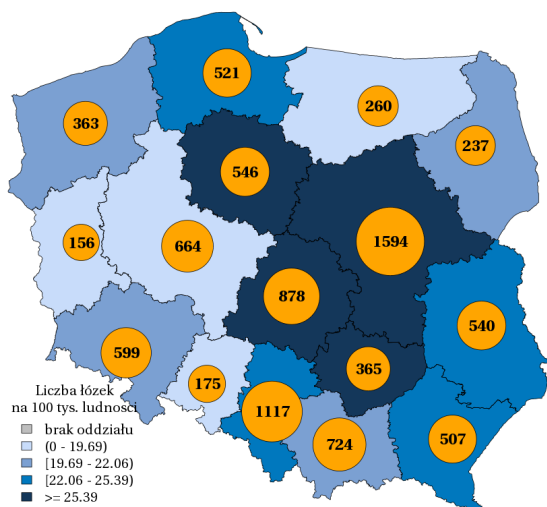 521
260
363
237
546
156
664
1594
878
540
599
365
175
1117
724
507
Liczba łózek
na 100 tys. ludności
brak oddziału
(0 - 19.69)
[19.69 - 22.06)
[22.06 - 25.39)
>= 25.39